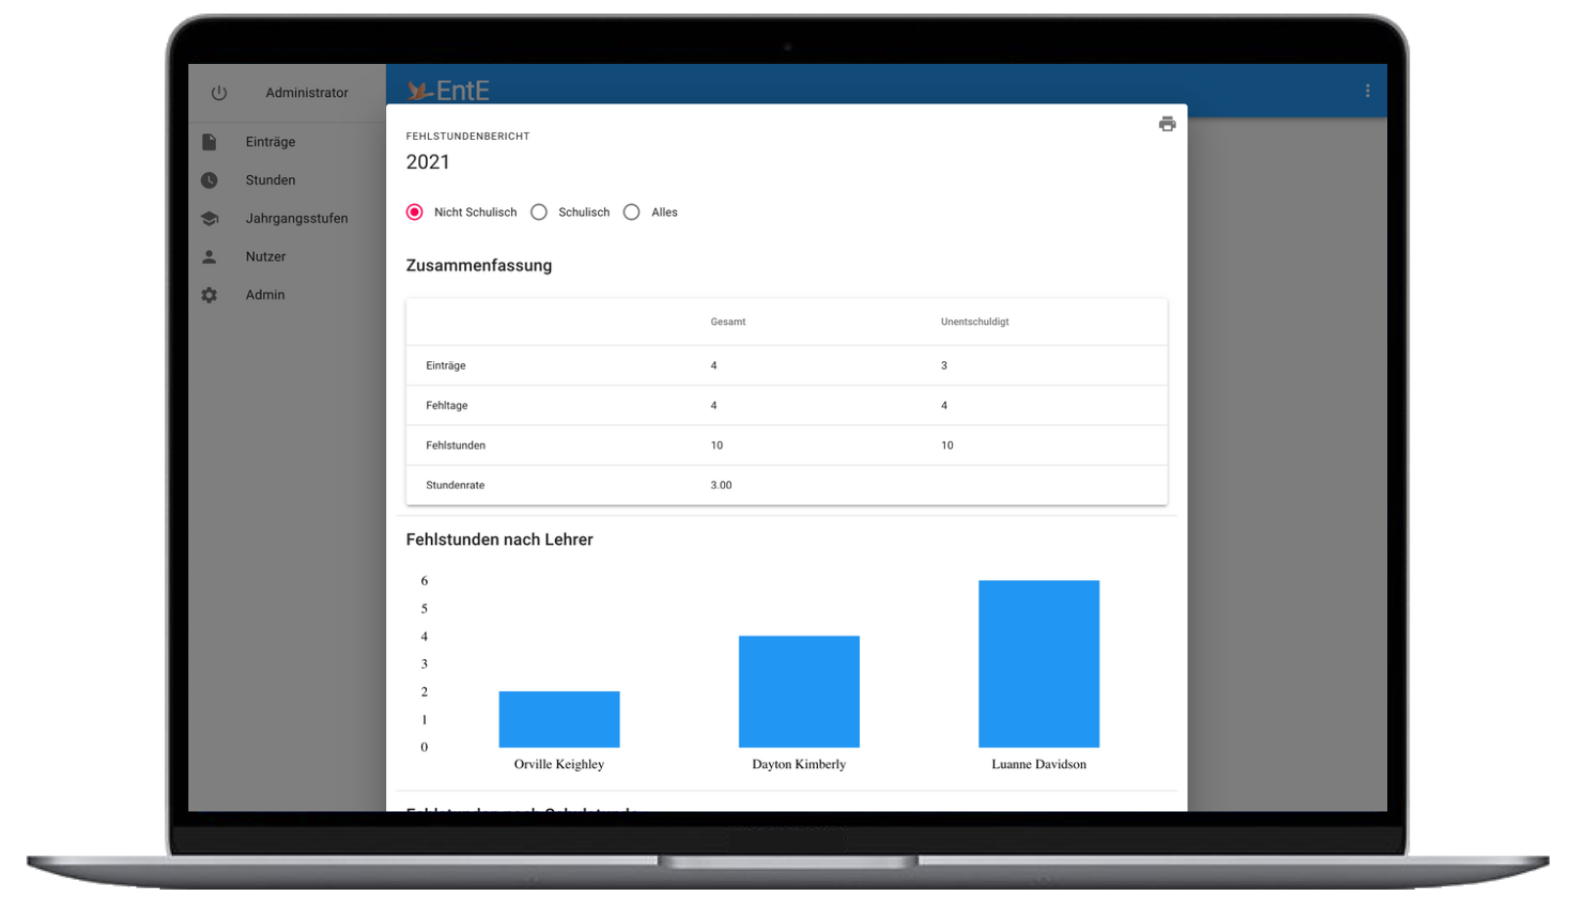 Administrator
EntE
Einträge
Stunden
Jahrgangsstufen
Nutzer
Admin
FEHLSTUNDENBERICHT
2021
Nicht Schulisch Schulisch Alles
Zusammenfassung
Gesamt Unentschuldigt
Einträge 4 3
Fehltage 4 4
Fehlstunden 10 10
Stundenrate 3.00
Fehlstunden nach Lehrer
6
5
4
3
2
1
0
Orville Keighley Dayton Kimberly Luanne Davidson